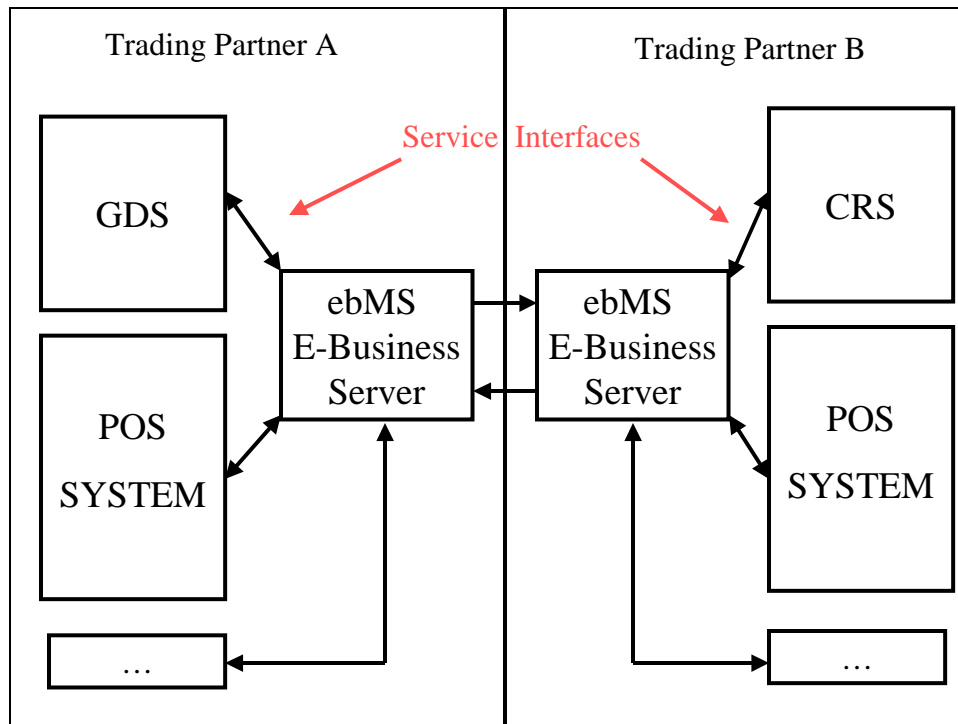 Trading Partner A
Trading Partner B
Service Interfaces
GDS
CRS
ebMS
E-Business
Server
ebMS
E-Business
Server
POS
SYSTEM
POS
SYSTEM
…
…